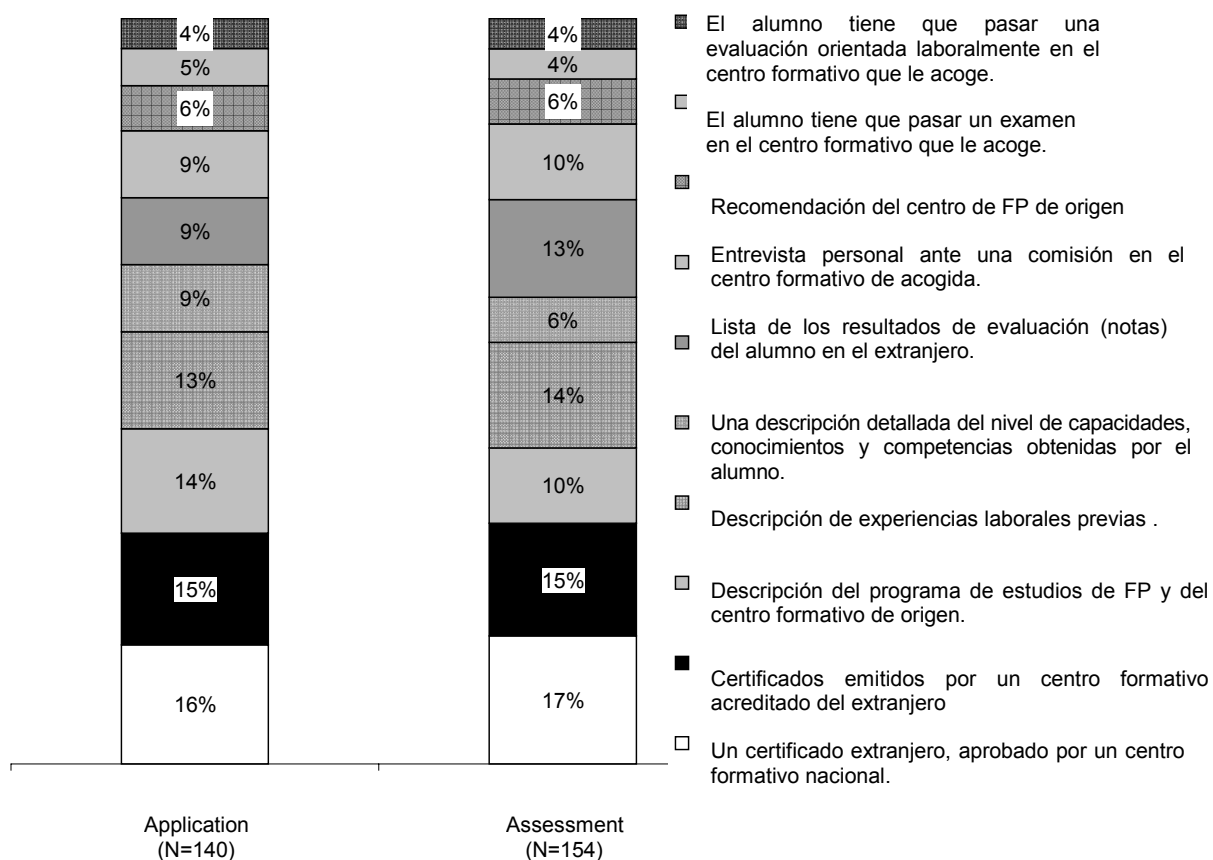 4%
5%
6%
9%
9%
9%
13%
14%
15%
16%
Application
(N=140)
4%
4%
6%
10%
13%
6%
14%
10%
15%
17%
Assessment
(N=154)
El alumno tiene que pasar una
evaluación orientada laboralmente en el
centro formativo que le acoge.
El alumno tiene que pasar un examen
en el centro formativo que le acoge.
Recomendación del centro de FP de origen
Entrevista personal ante una comisión en el
centro formativo de acogida.
Lista de los resultados de evaluación (notas)
del alumno en el extranjero.
Una descripción detallada del nivel de capacidades,
conocimientos y competencias obtenidas por el
alumno.
Descripción de experiencias laborales previas .
Descripción del programa de estudios de FP y del
centro formativo de origen.
Certificados emitidos por un centro formativo
acreditado del extranjero
Un certificado extranjero, aprobado por un centro
formativo nacional.